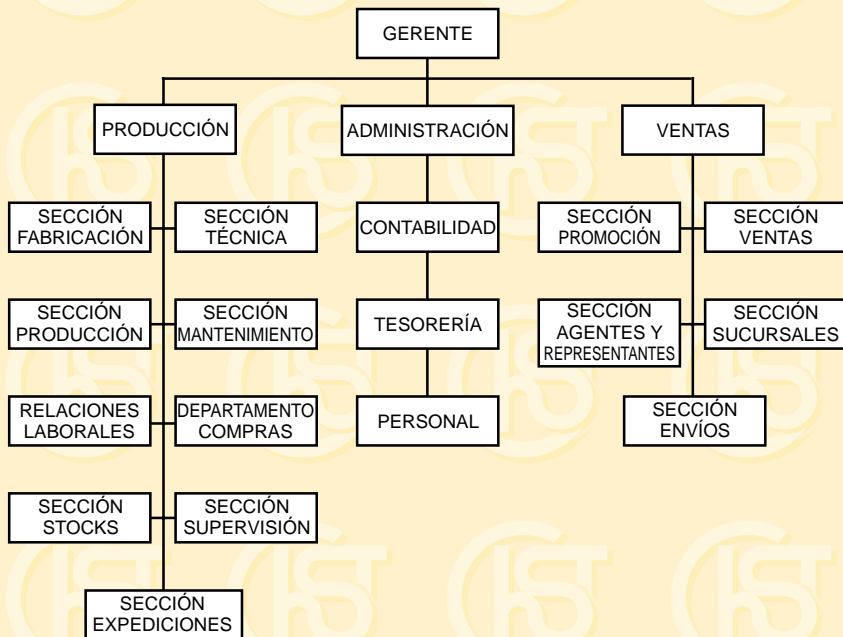 GERENTE
PRODUCCIÓN
ADMINISTRACIÓN
VENTAS
SECCIÓN
FABRICACIÓN
SECCIÓN
TÉCNICA
CONTABILIDAD
SECCIÓN
PROMOCIÓN
SECCIÓN
VENTAS
SECCIÓN
PRODUCCIÓN
SECCIÓN
MANTENIMIENTO
TESORERÍA
SECCIÓN
AGENTES Y
REPRESENTANTES
SECCIÓN
SUCURSALES
RELACIONES
LABORALES
DEPARTAMENTO
COMPRAS
PERSONAL
SECCIÓN
ENVÍOS
SECCIÓN
STOCKS
SECCIÓN
SUPERVISIÓN
SECCIÓN
EXPEDICIONES